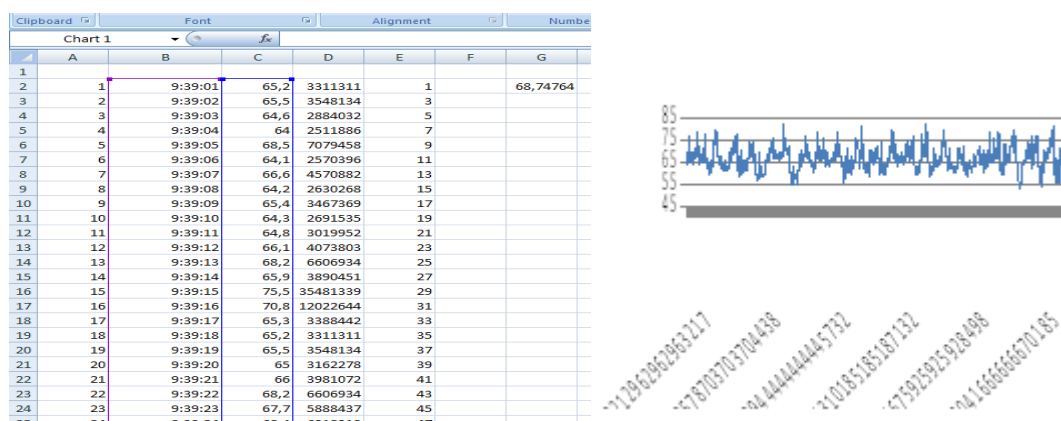 Clipboard Font Alignment Numbe
Chart 1 fx
A B C D E F G
1
2 1 9:39:01 65,2 3311311 1 68,74764
3 2 9:39:02 65,5 3548134 3
4 3 9:39:03 64,6 2884032 5
5 4 9:39:04 64 2511886 7
6 5 9:39:05 68,5 7079458 9
7 6 9:39:06 64,1 2570396 11
8 7 9:39:07 66,6 4570882 13
9 8 9:39:08 64,2 2630268 15
10 9 9:39:09 65,4 3467369 17
11 10 9:39:10 64,3 2691535 19
12 11 9:39:11 64,8 3019952 21
13 12 9:39:12 66,1 4073803 23
14 13 9:39:13 68,2 6606934 25
15 14 9:39:14 65,9 3890451 27
16 15 9:39:15 75,5 35481339 29
17 16 9:39:16 70,8 12022644 31
18 17 9:39:17 65,3 3388442 33
19 18 9:39:18 65,2 3311311 35
20 19 9:39:19 65,5 3548134 37
21 20 9:39:20 65 3162278 39
22 21 9:39:21 66 3981072 41
23 22 9:39:22 68,2 6606934 43
24 23 9:39:23 67,7 5888437 45
85
75
65
55
45